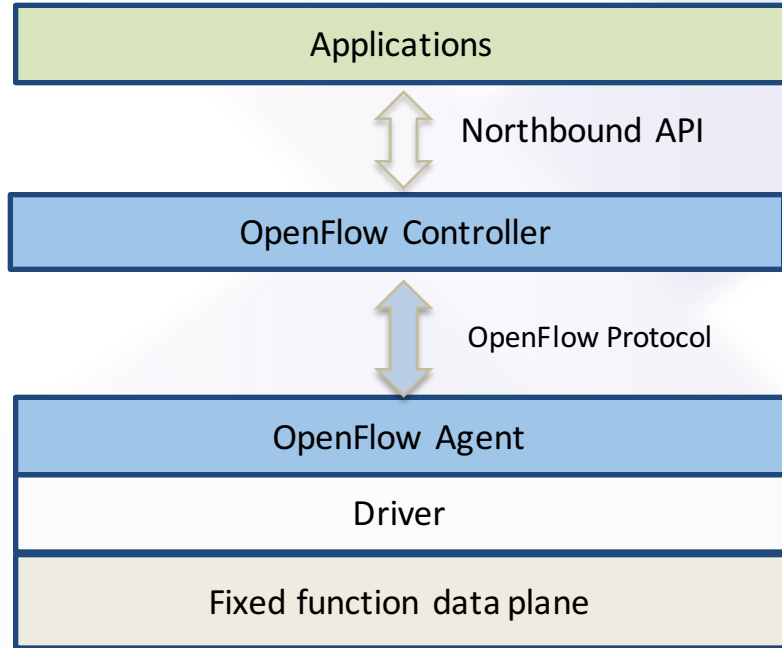 Applications
Northbound API
OpenFlow Controller
OpenFlow Protocol
OpenFlow Agent
Driver
Fixed function data plane